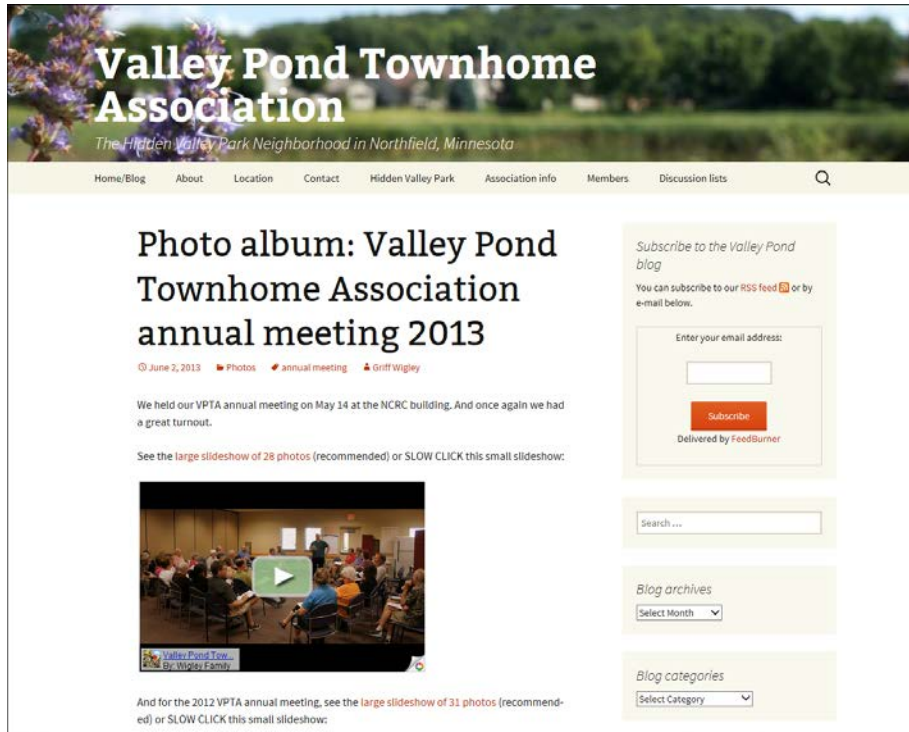 Valley Pond Townhome
Association
The Hidden Valley Park Neighborhood in Northfield, Minnesota
Home/Blog About Location Contact Hidden Valley Park Association info Members Discussion lists
Photo album: Valley Pond
Townhome Association
annual meeting 2013
June 2, 2013 Photos annual meeting Griff Wigley
We held our VPTA annual meeting on May 14 at the NCRC building. And once again we had
a great turnout.
See the large slideshow of 28 photos (recommended) or SLOW CLICK this small slideshow:
Valley Pond Tow...
By: Wigley Family
And for the 2012 VPTA annual meeting, see the large slideshow of 31 photos (recommend-
ed) or SLOW CLICK this small slideshow:
Subscribe to the Valley Pond
blog
You can subscribe to our RSS feed or by
e-mail below.
Enter your email address:
Subscribe
Delivered by FeedBurner
Search ...
Blog archives
Select Month
Blog categories
Select Category